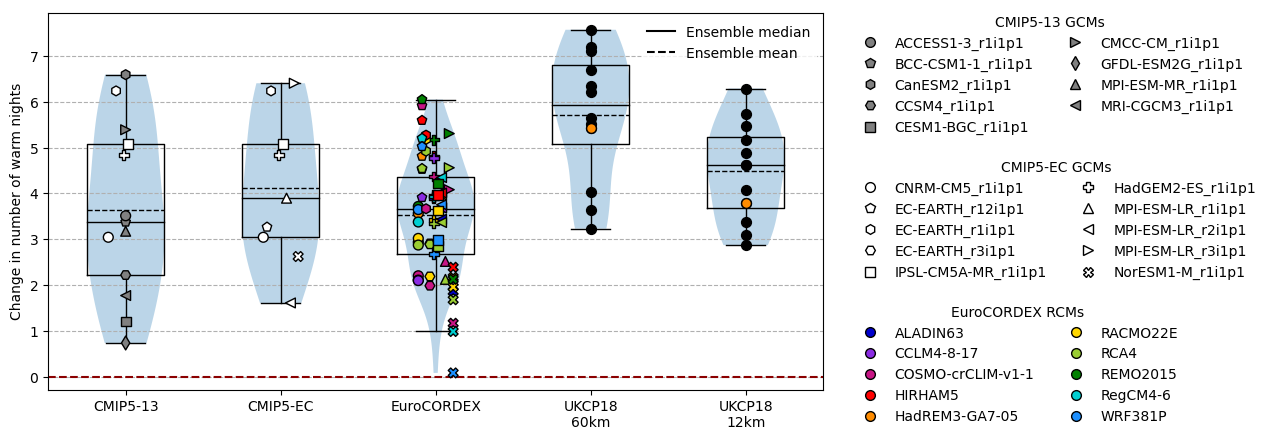 Change in number of warm nights
7
6
5
4
3
2
1
0
Ensemble median
Ensemble mean
CMIP5-13
CMIP5-EC
EuroCORDEX
UKCP18
60km
UKCP18
12km
CMIP5-13 GCMs
ACCESS1-3_r1i1p1
BCC-CSM1-1_r1i1p1
CanESM2_r1i1p1
CCSM4_r1i1p1
CESM1-BGC_r1i1p1
CMCC-CM_r1i1p1
GFDL-ESM2G_r1i1p1
MPI-ESM-MR_r1i1p1
MRI-CGCM3_r1i1p1
CMIP5-EC GCMs
CNRM-CM5_r1i1p1
EC-EARTH_r12i1p1
EC-EARTH_r1i1p1
EC-EARTH_r3i1p1
IPSL-CM5A-MR_r1i1p1
HadGEM2-ES_r1i1p1
MPI-ESM-LR_r1i1p1
MPI-ESM-LR_r2i1p1
MPI-ESM-LR_r3i1p1
NorESM1-M_r1i1p1
EuroCORDEX RCMs
ALADIN63
CCLM4-8-17
COSMO-crCLIM-v1-1
HIRHAM5
HadREM3-GA7-05
RACMO22E
RCA4
REMO2015
RegCM4-6
WRF381P